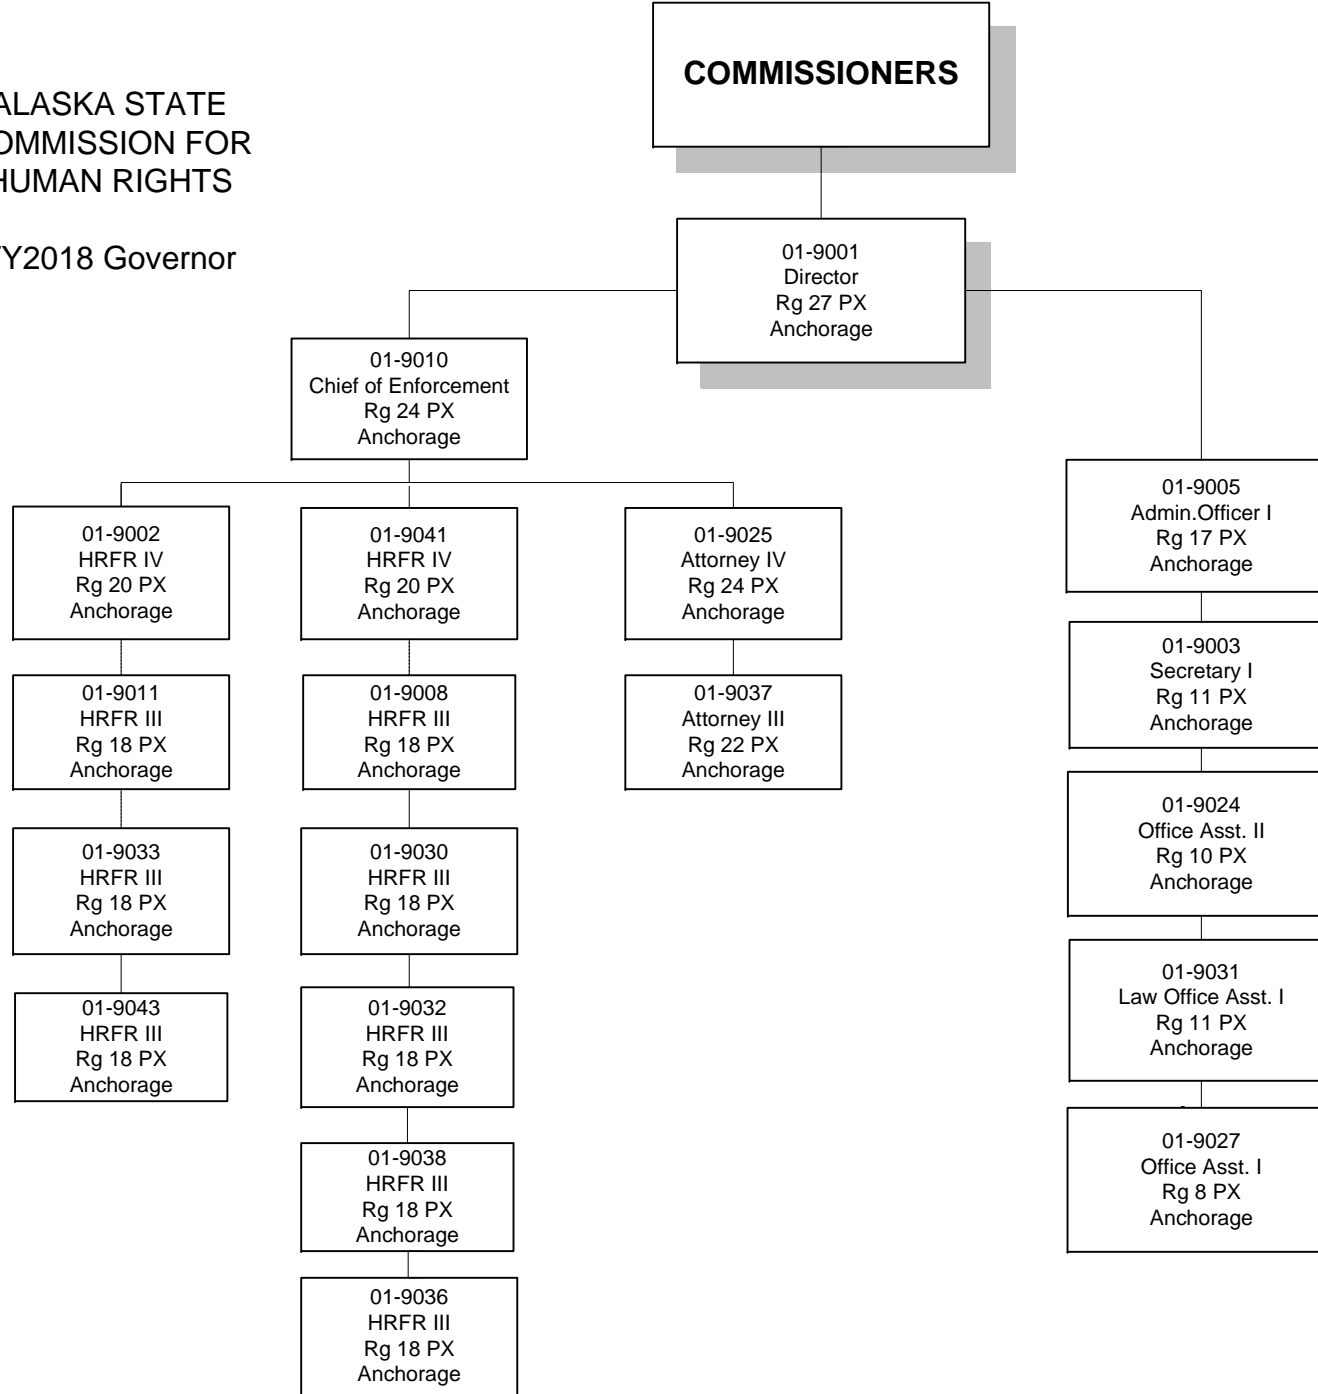 COMMISSIONERS
ALASKA STATE
OMMISSION FOR
HUMAN RIGHTS
Y2018 Governor
01-9001
Director
Rg 27 PX
Anchorage
01-9010
Chief of Enforcement
Rg 24 PX
Anchorage
01-9002
HRFR IV
Rg 20 PX
Anchorage
01-9041
HRFR IV
Rg 20 PX
Anchorage
01-9025
Attorney IV
Rg 24 PX
Anchorage
01-9005
Admin.Officer I
Rg 17 PX
Anchorage
01-9011
HRFR III
Rg 18 PX
Anchorage
01-9008
HRFR III
Rg 18 PX
Anchorage
01-9037
Attorney III
Rg 22 PX
Anchorage
01-9003
Secretary I
Rg 11 PX
Anchorage
01-9033
HRFR III
Rg 18 PX
Anchorage
01-9030
HRFR III
Rg 18 PX
Anchorage
01-9024
Office Asst. II
Rg 10 PX
Anchorage
01-9043
HRFR III
Rg 18 PX
Anchorage
01-9032
HRFR III
Rg 18 PX
Anchorage
01-9031
Law Office Asst. I
Rg 11 PX
Anchorage
01-9038
HRFR III
Rg 18 PX
Anchorage
01-9027
Office Asst. I
Rg 8 PX
Anchorage
01-9036
HRFR III
Rg 18 PX
Anchorage